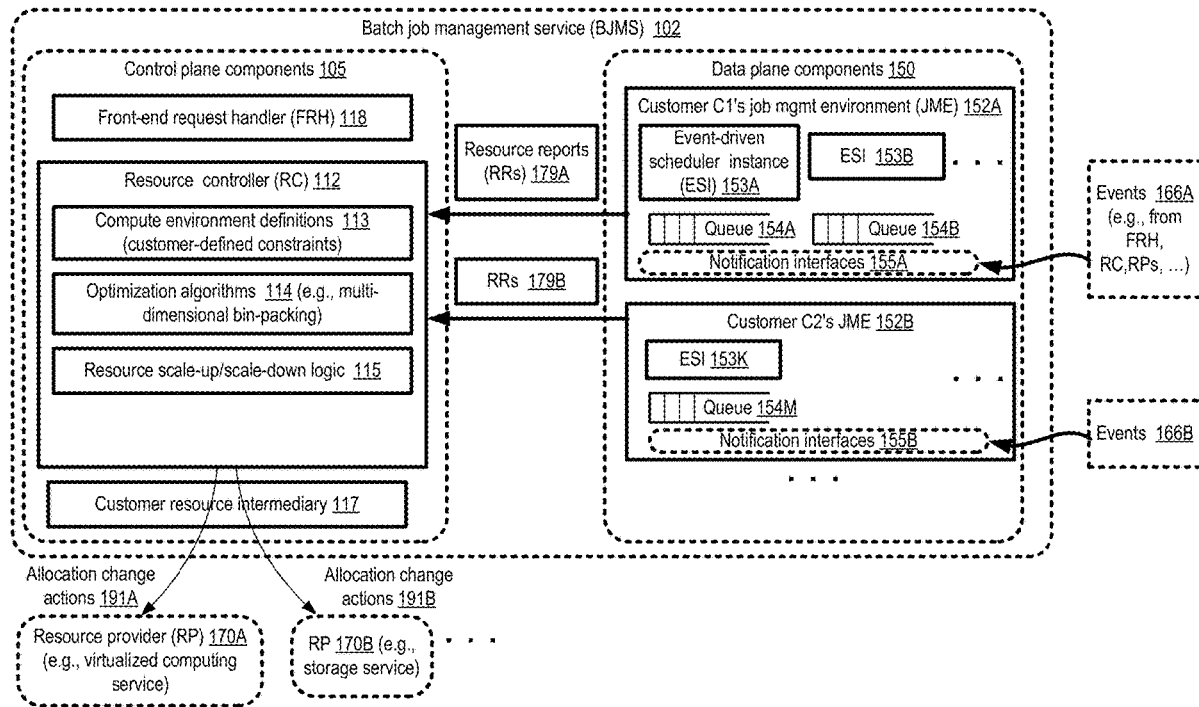 Batch job management service (BJMS) 102
Control plane components 105
Front-end request handler (FRH) 118
Resource controller (RC) 112
Compute environment definitions 113
(customer-defined constraints)
Optimization algorithms 114 (e.g., multi-
dimensional bin-packing)
Resource scale-up/scale-down logic 115
Customer resource intermediary 117
Resource reports
(RRs) 179A
RRs 179B
Data plane components 150
Customer C1's job mgmt environment (JME) 152A
Event-driven
scheduler instance
(ESI) 153A
ESI 153B
. . .
Queue 154A
Queue 154B
Notification interfaces 155A
Customer C2's JME 152B
ESI 153K
. . .
Queue 154M
Notification interfaces 155B
. . .
Events 166A
(e.g., from
FRH,
RC,RPs, ...)
Events 166B
Allocation change
actions 191A
Allocation change
actions 191B
Resource provider (RP) 170A
(e.g., virtualized computing
service)
RP 170B (e.g.,
storage service)
. . .